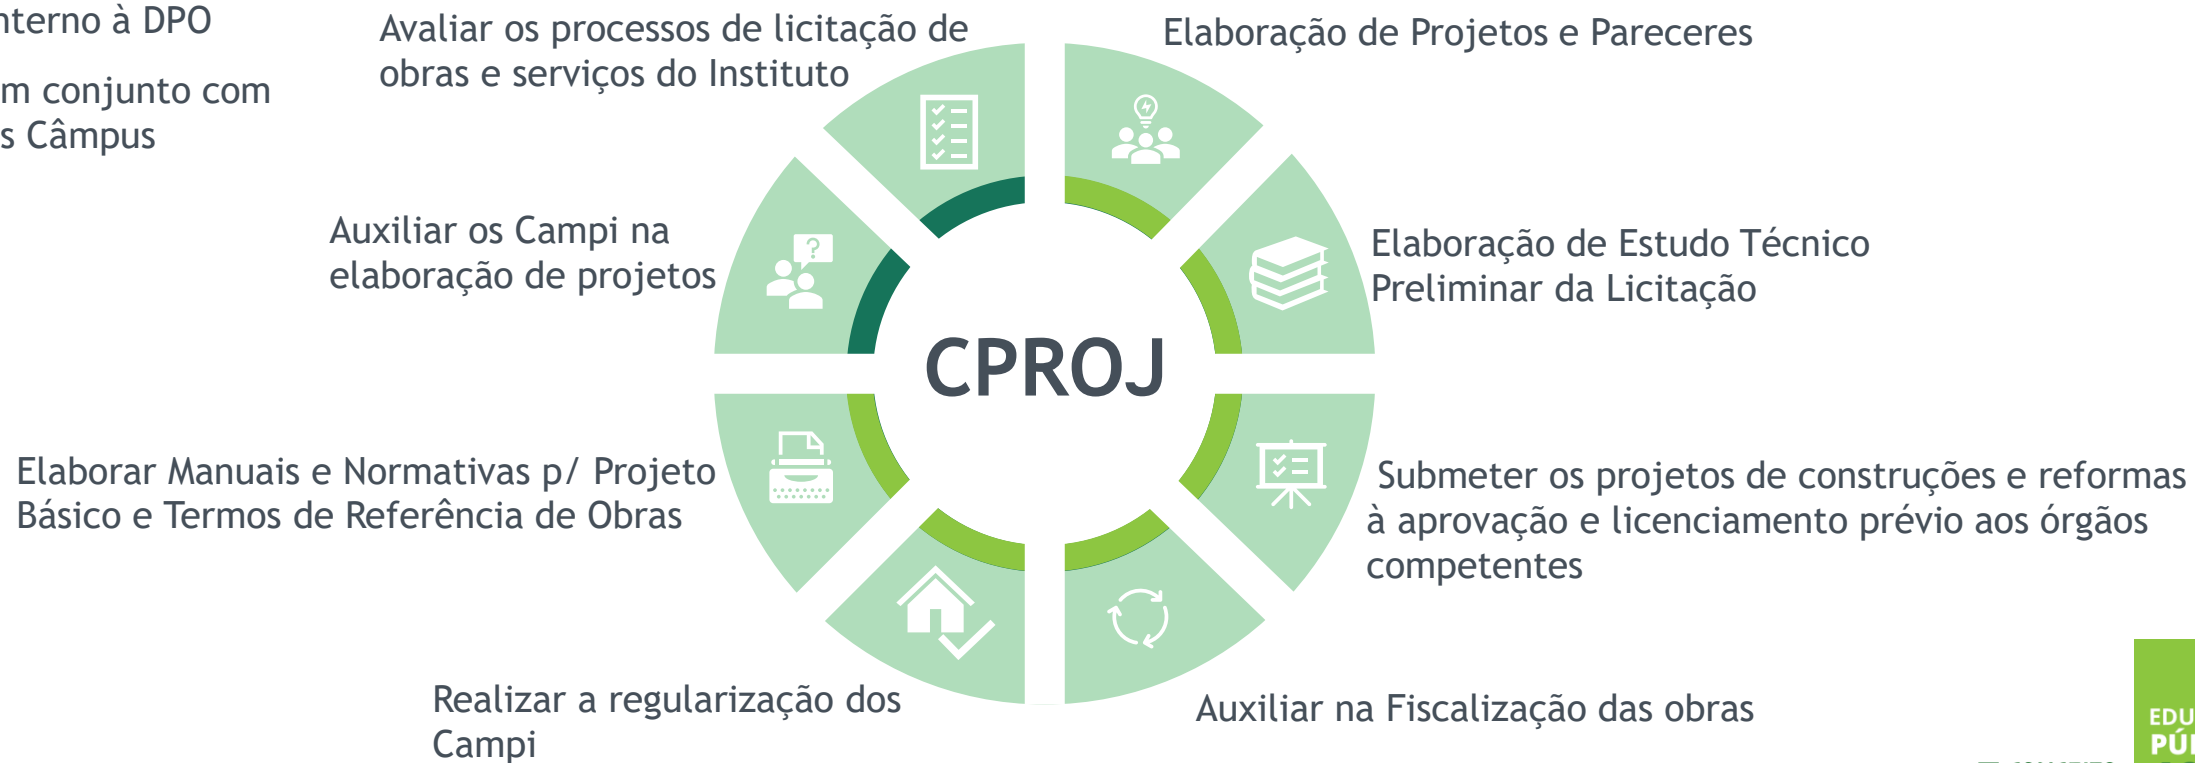 nterno à DPO
m conjunto com
s Câmpus
Avaliar os processos de licitação de
obras e serviços do Instituto
Elaboração de Projetos e Pareceres
Auxiliar os Campi na
elaboração de projetos
?
Elaboração de Estudo Técnico
Preliminar da Licitação
CPROJ
Elaborar Manuais e Normativas p/ Projeto
Básico e Termos de Referência de Obras
Submeter os projetos de construções e reformas
à aprovação e licenciamento prévio aos órgãos
competentes
Realizar a regularização dos
Campi
Auxiliar na Fiscalização das obras
EDU
PÚ